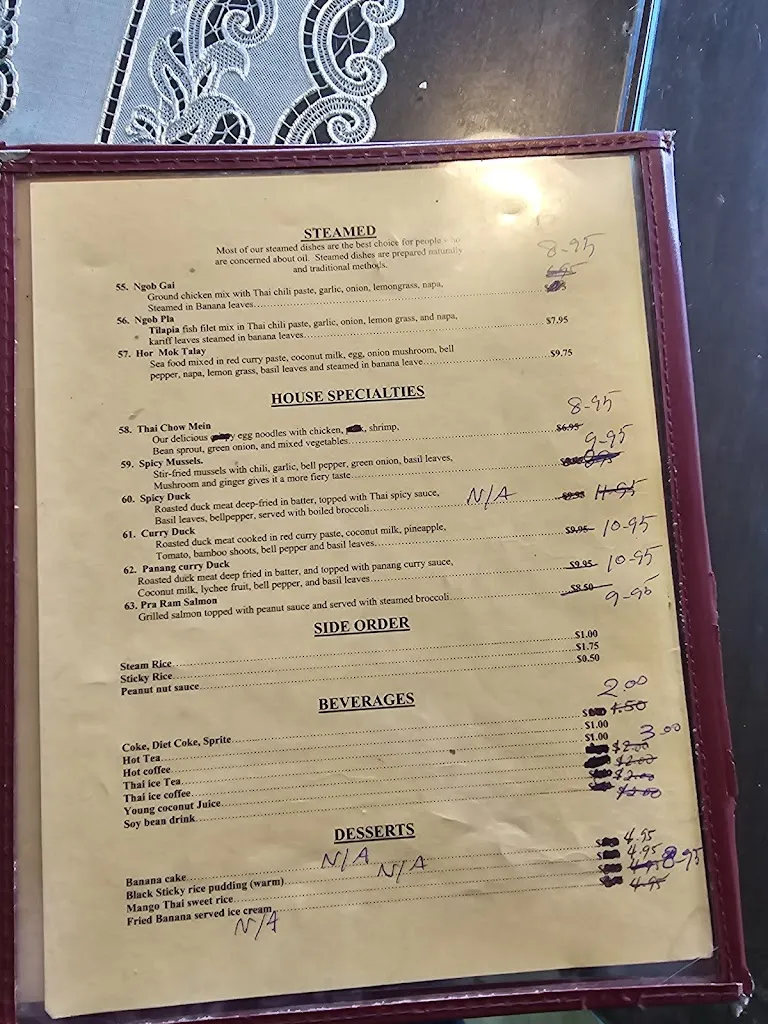 STEAMED
Most of our steamed dishes are the best choice for people who
are concerned about oil. Steamed dishes are prepared naturally
and traditional methods.
8-95
55. Ngob Gai
Ground chicken mix with Thai chili paste, garlic, onion, lemongrass, napa,
Steamed in Banana leaves
56. Ngob Pla
Tilapia fish filet mix in Thai chili paste, garlic, onion, lemon grass, and napa, $7.95
kariff leaves steamed in banana leaves
57. Hor Mok Talay
Sea food mixed in red curry paste, coconut milk, egg, onion mushroom, bell $9.75
pepper, napa, lemon grass, basil leaves and steamed in banana leave
HOUSE SPECIALTIES
8-95
58. Thai Chow Mein
Our delicious egg noodles with chicken, shrimp, $6.95
Bean sprout, green onion, and mixed vegetables
9-95
59. Spicy Mussels.
Stir-fried mussels with chili, garlic, bell pepper, green onion, basil leaves,
Mushroom and ginger gives it a more fiery taste
60. Spicy Duck
Roasted duck meat deep-fried in batter, topped with Thai spicy sauce, N/A 11-95
Basil leaves, bellpepper, served with boiled broccoli
61. Curry Duck
Roasted duck meat cooked in red curry paste, coconut milk, pineapple, $9.95 10-95
Tomato, bamboo shoots, bell pepper and basil leaves
62. Panang curry Duck
Roasted duck meat deep fried in batter, and topped with panang curry sauce, $9.95 10-95
Coconut milk, lychee fruit, bell pepper, and basil leaves
63. Pra Ram Salmon $8.50
Grilled salmon topped with peanut sauce and served with steamed broccoli 9-95
SIDE ORDER
Steam Rice $1.00
Sticky Rice $1.75
Peanut nut sauce $0.50
BEVERAGES
2.00
Coke, Diet Coke, Sprite 1.50
Hot Tea $1.00
Hot coffee $1.00 3.00
Thai ice Tea $2.00
Thai ice coffee $2.00
Young coconut Juice $2.00
Soy bean drink $2.00
DESSERTS
Banana cake N/A 4.95
Black Sticky rice pudding (warm) N/A 4.95
Mango Thai sweet rice 4.95 8-95
Fried Banana served ice cream 4.95
N/A